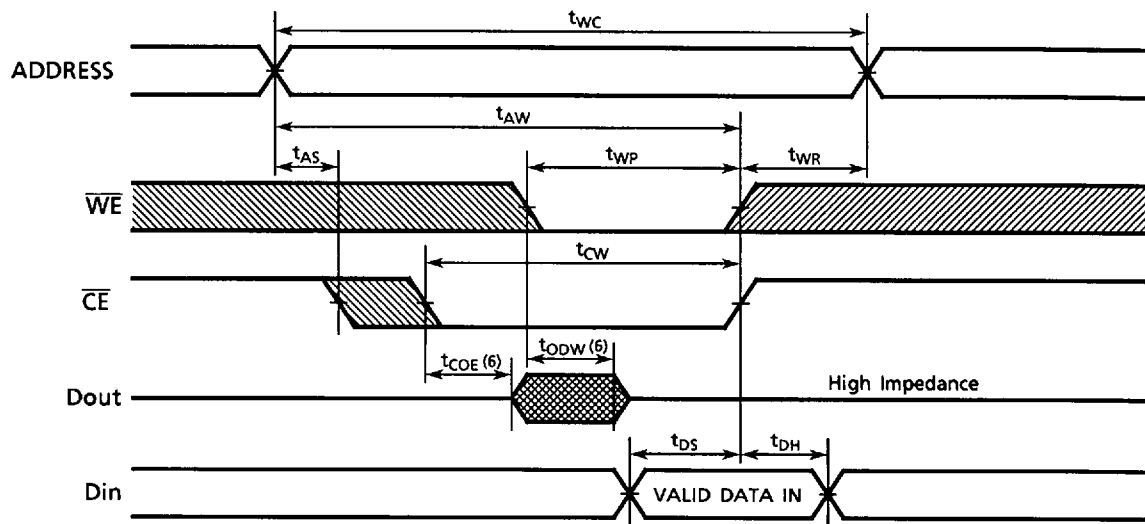 tWC
ADDRESS
tAW
tAS
tWP
tWR
WE
tCW
CE
tCOE (6)
tODW (6)
Dout
High Impedance
tDS
tDH
Din
VALID DATA IN